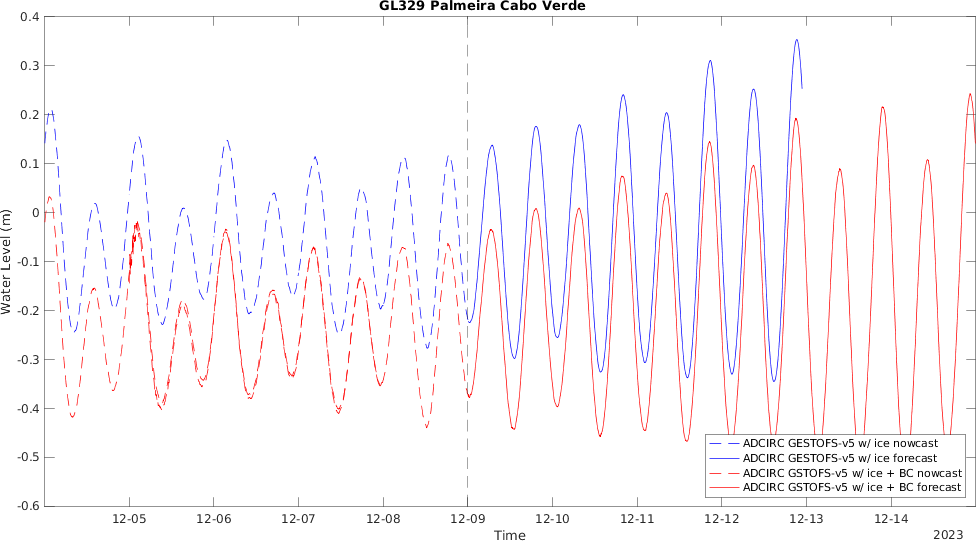 GL329 Palmeira Cabo Verde
0.4
0.3
0.2
0.1
0
-0.1
-0.2
-0.3
-0.4
-0.5
-0.6
Water Level (m)
ADCIRC GESTOFS-v5 w/ ice nowcast
ADCIRC GESTOFS-v5 w/ ice forecast
ADCIRC GSTOFS-v5 w/ ice + BC nowcast
ADCIRC GSTOFS-v5 w/ ice + BC forecast
12-05 12-06 12-07 12-08 12-09 12-10 12-11 12-12 12-13 12-14
Time
2023